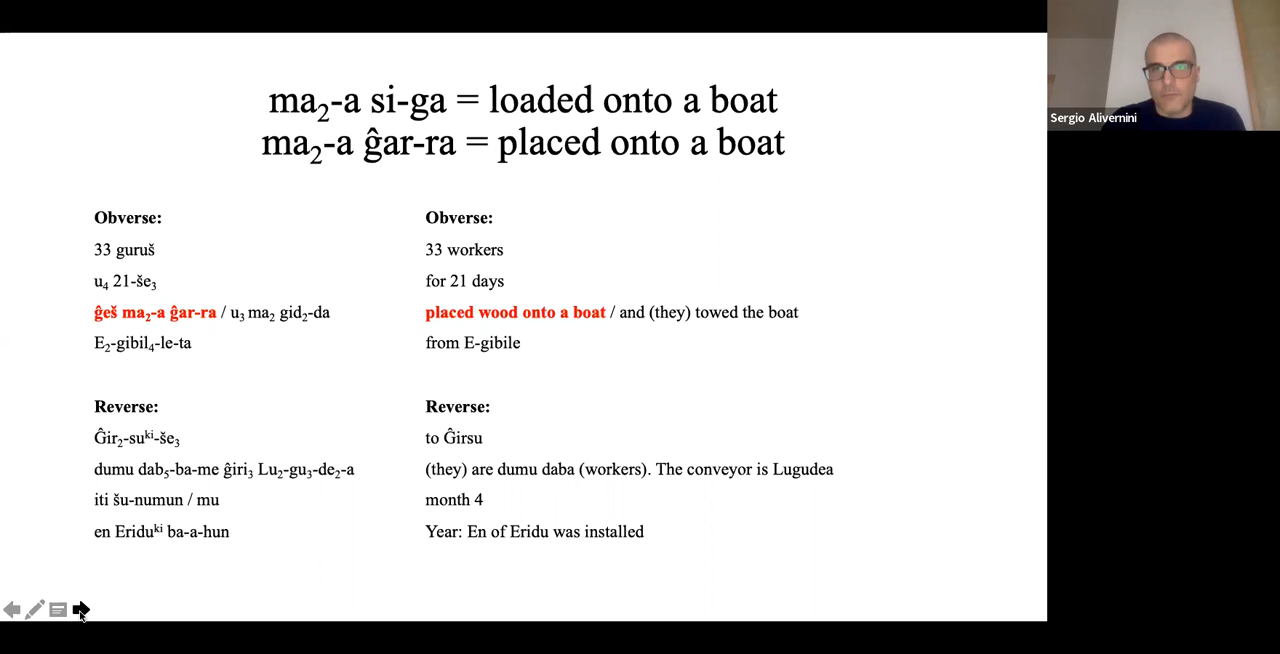 ma₂-a si-ga = loaded onto a boat
ma₂-a ĝar-ra = placed onto a boat
Obverse:
33 guruš
u₄ 21-še₃
ĝeš ma₂-a ĝar-ra / u₃ ma₂ gid₂-da
E₂-gibil₄-le-ta
Reverse:
Ĝir₂-suᵏⁱ-še₃
dumu dab₅-ba-me ĝiri₃ Lu₂-gu₃-de₂-a
iti šu-numun / mu
en Eriduᵏⁱ ba-a-hun
Obverse:
33 workers
for 21 days
placed wood onto a boat / and (they) towed the boat
from E-gibile
Reverse:
to Ĝirsu
(they) are dumu daba (workers). The conveyor is Lugudea
month 4
Year: En of Eridu was installed
Sergio Alivernini